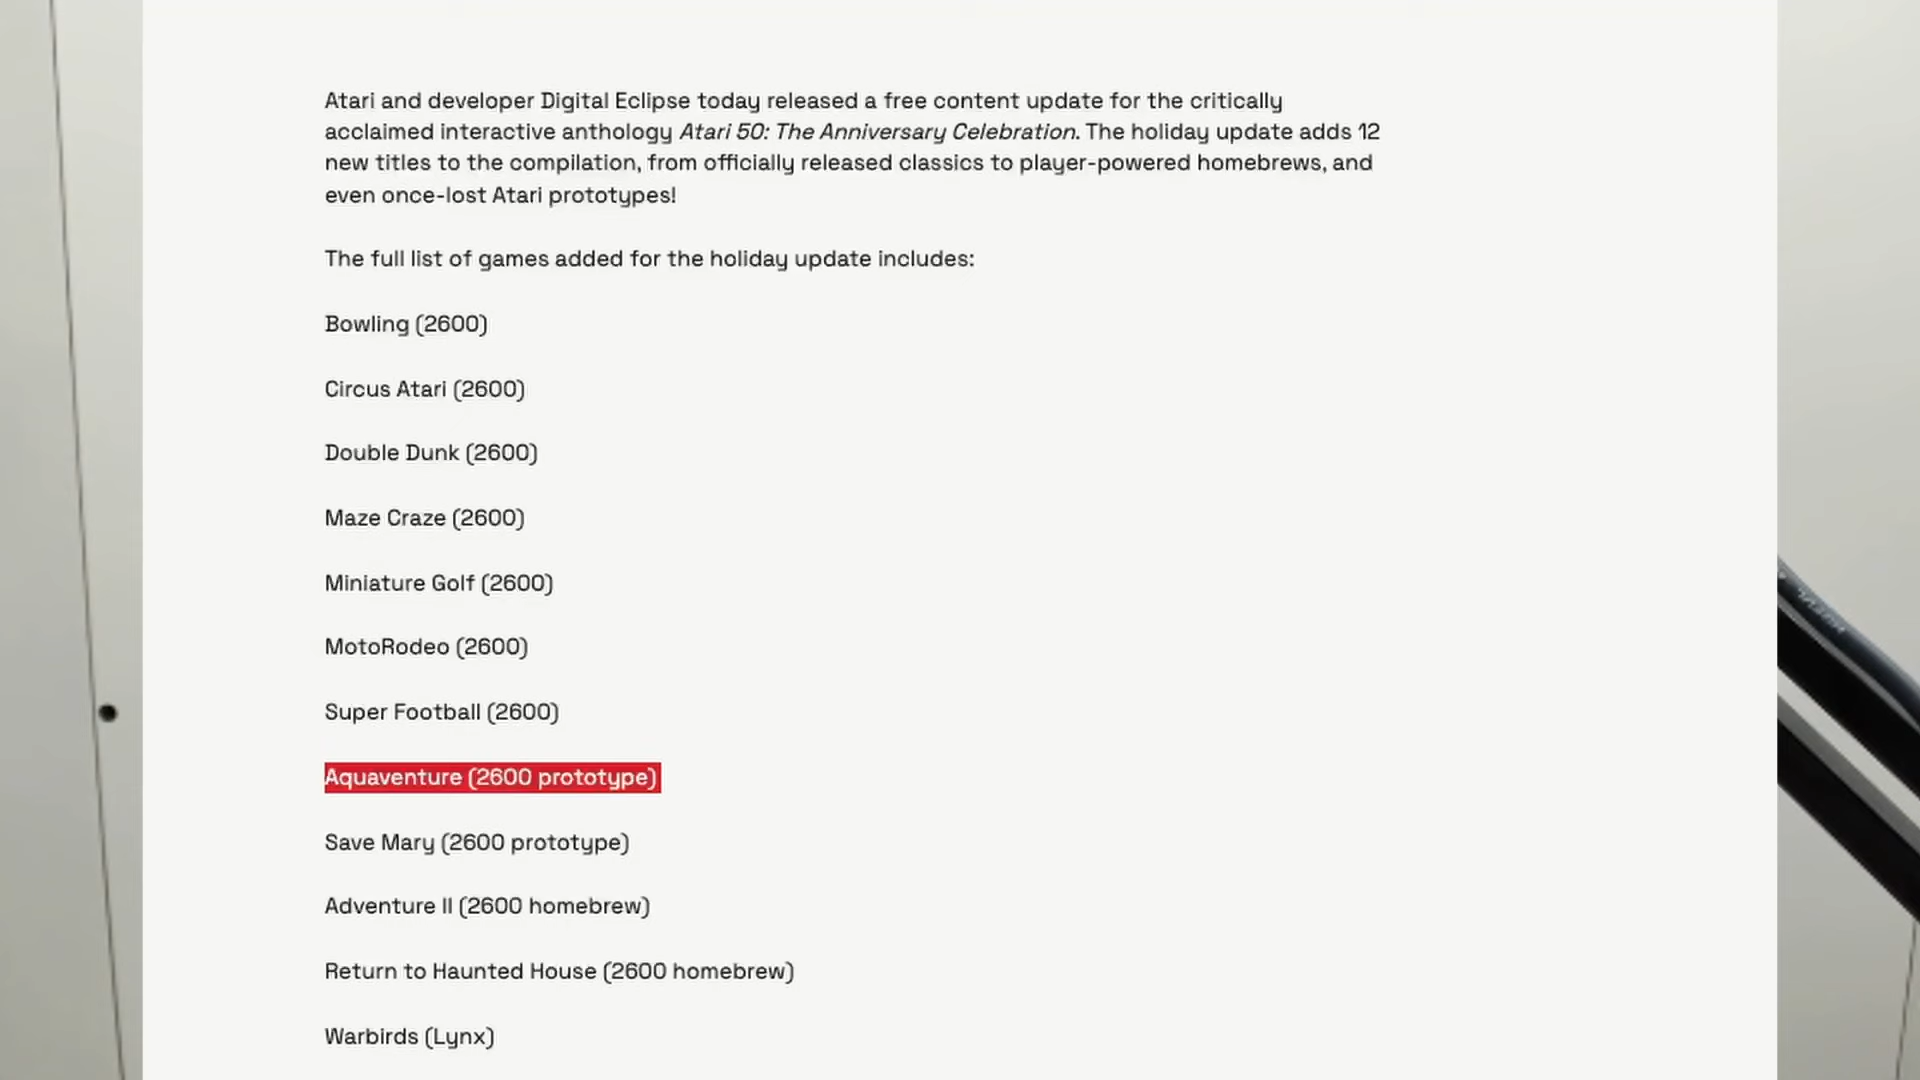 Atari and developer Digital Eclipse today released a free content update for the critically
acclaimed interactive anthology Atari 50: The Anniversary Celebration. The holiday update adds 12
new titles to the compilation, from officially released classics to player-powered homebrews, and
even once-lost Atari prototypes!
The full list of games added for the holiday update includes:
Bowling (2600)
Circus Atari (2600)
Double Dunk (2600)
Maze Craze (2600)
Miniature Golf (2600)
MotoRodeo (2600)
Super Football (2600)
Aquaventure (2600 prototype)
Save Mary (2600 prototype)
Adventure II (2600 homebrew)
Return to Haunted House (2600 homebrew)
Warbirds (Lynx)